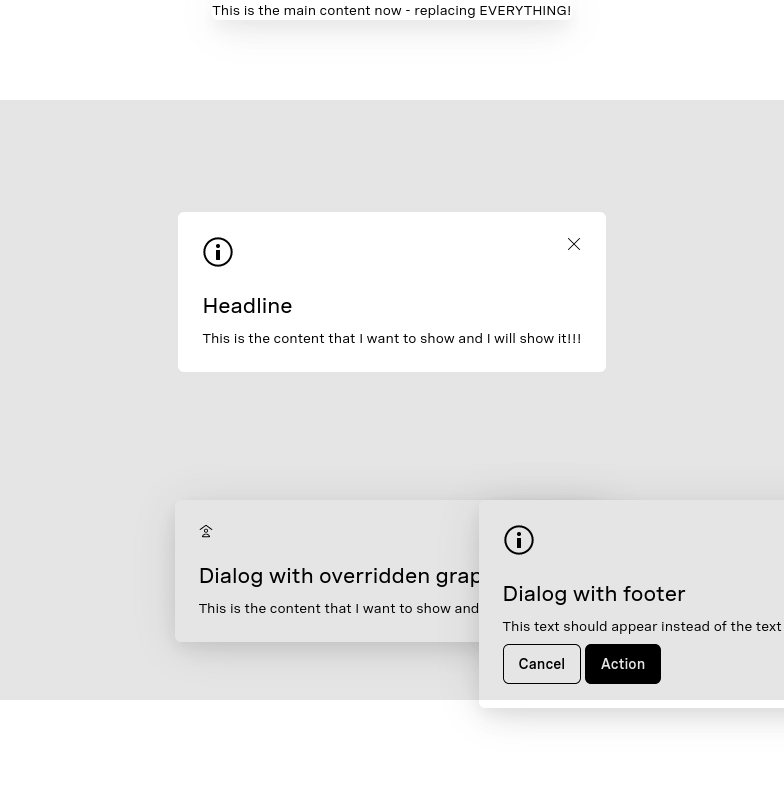 This is the main content now - replacing EVERYTHING!
Headline
This is the content that I want to show and I will show it!!!
Dialog with overridden
This is the content that I want to show and
Dialog with footer
This text should appear instead of the text
Cancel
Action